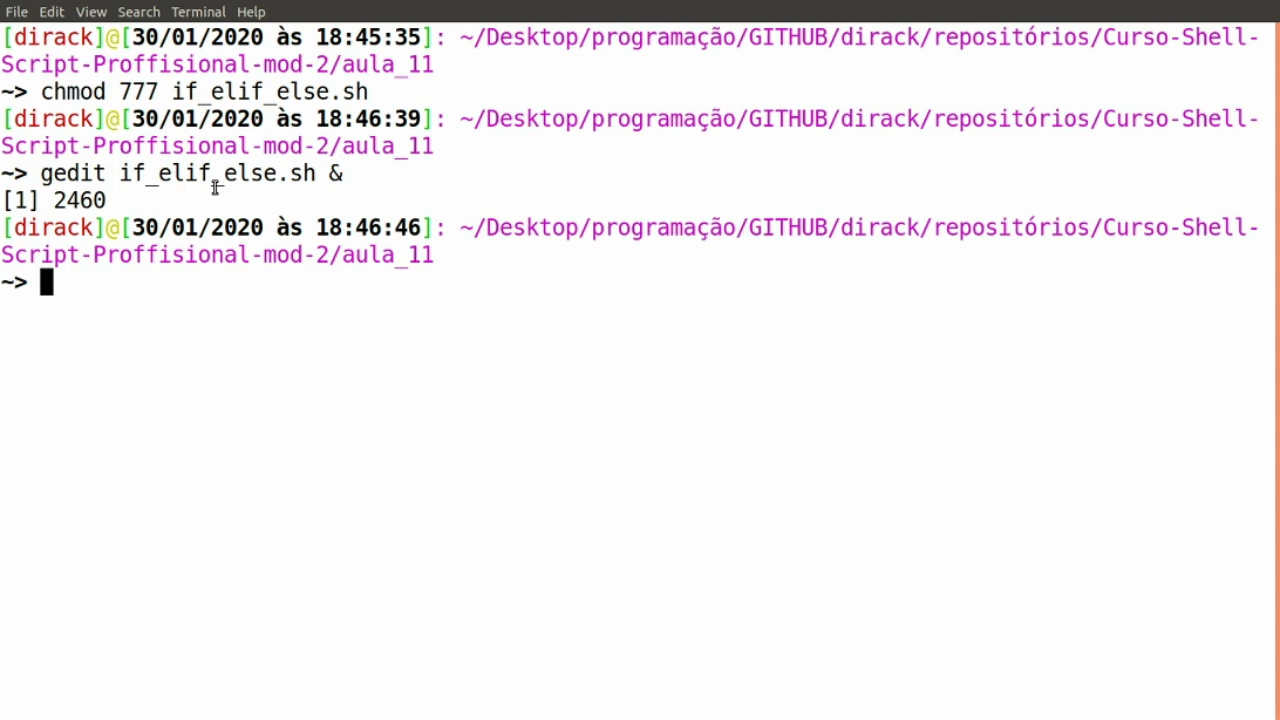 File Edit View Search Terminal Help
[dirack]@[30/01/2020 às 18:45:35]: ~/Desktop/programação/GITHUB/dirack/repositórios/Curso-Shell-
Script-Proffisional-mod-2/aula_11
~> chmod 777 if_elif_else.sh
[dirack]@[30/01/2020 às 18:46:39]: ~/Desktop/programação/GITHUB/dirack/repositórios/Curso-Shell-
Script-Proffisional-mod-2/aula_11
~> gedit if_elif_else.sh &
[1] 2460
[dirack]@[30/01/2020 às 18:46:46]: ~/Desktop/programação/GITHUB/dirack/repositórios/Curso-Shell-
Script-Proffisional-mod-2/aula_11
~>